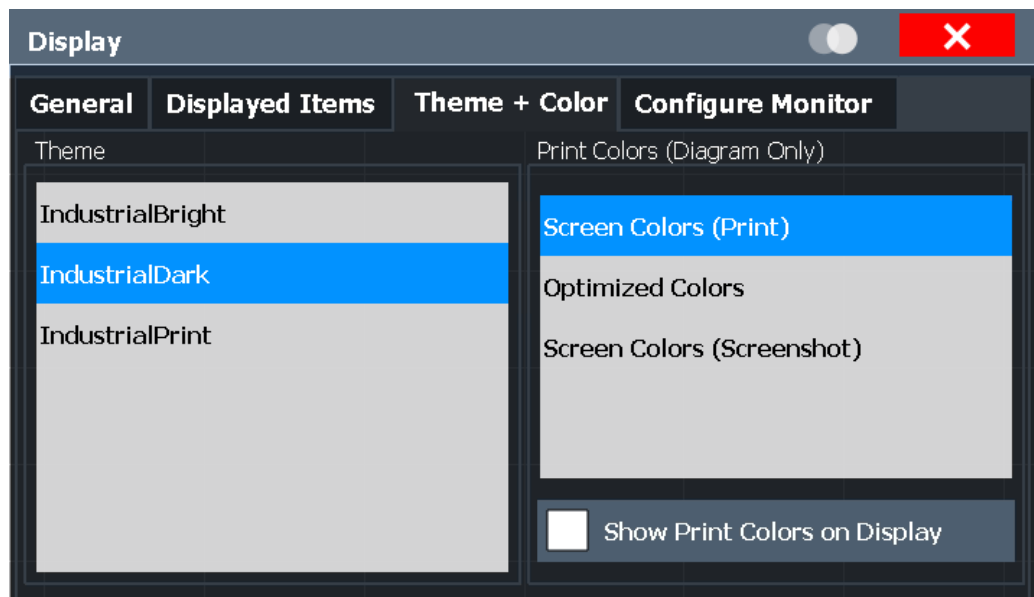 Display
General Displayed Items Theme + Color Configure Monitor
Theme
Print Colors (Diagram Only)
IndustrialBright
IndustrialDark
IndustrialPrint
Screen Colors (Print)
Optimized Colors
Screen Colors (Screenshot)
Show Print Colors on Display